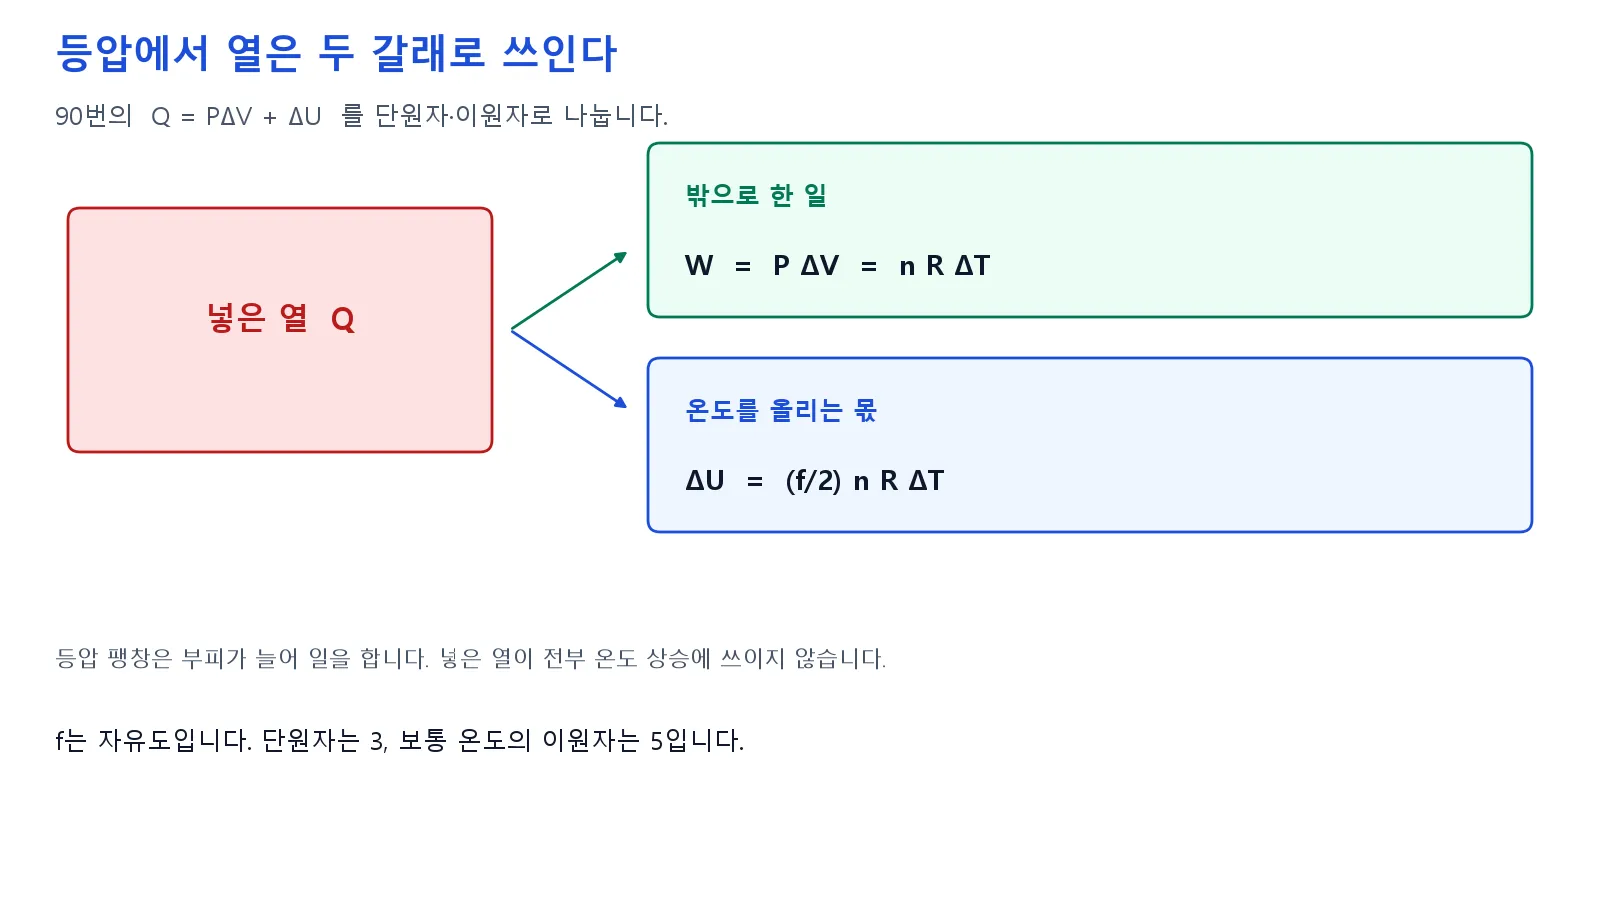 등압에서 열은 두 갈래로 쓰인다
90번의 Q = PΔV + ΔU 를 단원자·이원자로 나눕니다.
넣은 열 Q
밖으로 한 일
W = P ΔV = n R ΔT
온도를 올리는 몫
ΔU = (f/2) n R ΔT
등압 팽창은 부피가 늘어 일을 합니다. 넣은 열이 전부 온도 상승에 쓰이지 않습니다.
f는 자유도입니다. 단원자는 3, 보통 온도의 이원자는 5입니다.